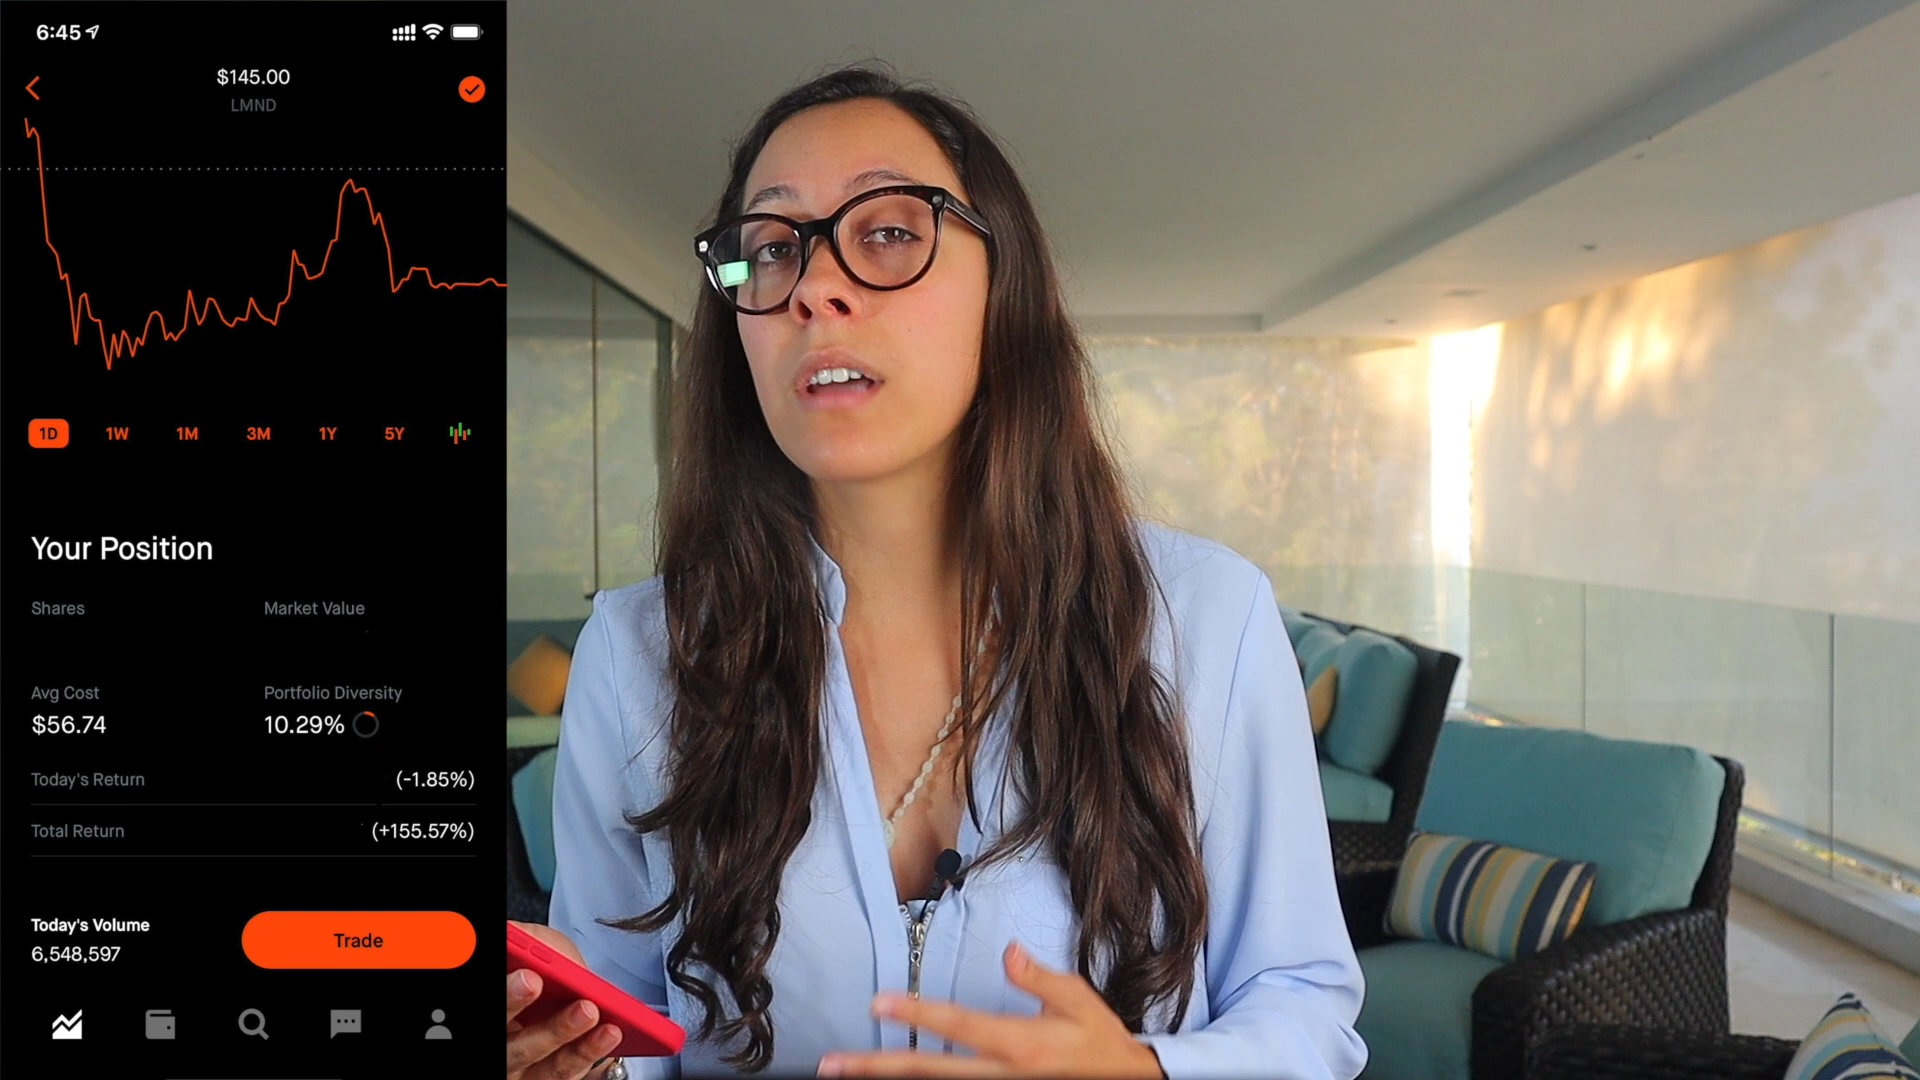 6:45
$145.00
LMND
1D 1W 1M 3M 1Y 5Y
Your Position
Shares Market Value
Avg Cost Portfolio Diversity
$56.74 10.29%
Today's Return (-1.85%)
Total Return (+155.57%)
Today's Volume
6,548,597
Trade